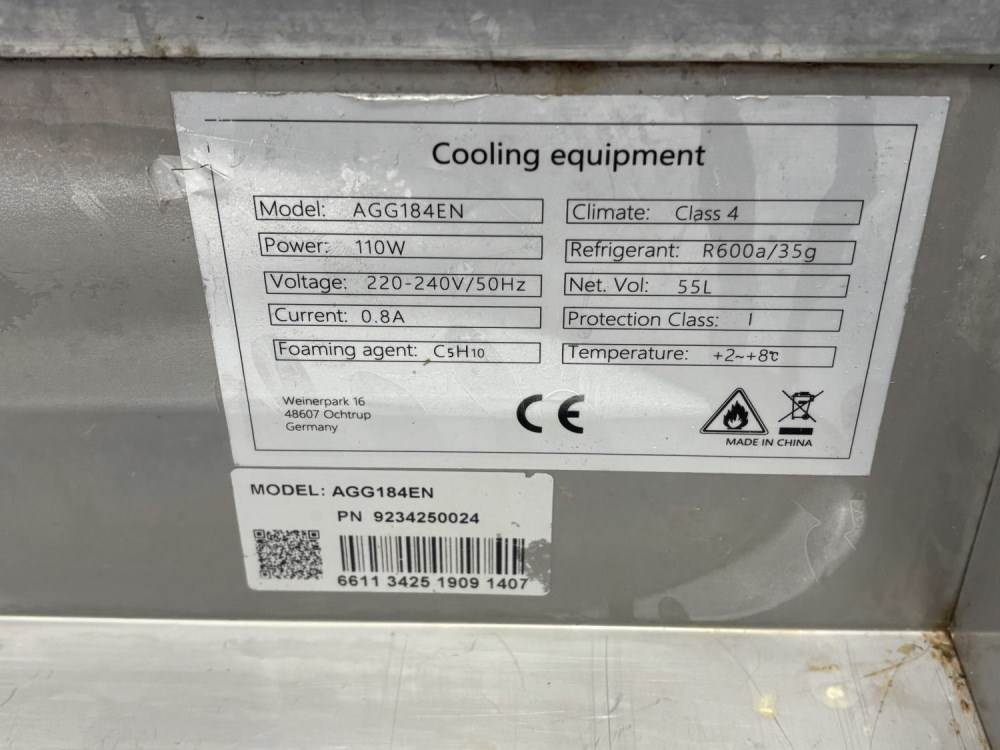 Cooling equipment
Model: AGG184EN
Climate: Class 4
Power: 110W
Refrigerant: R600a/35g
Voltage: 220-240V/50Hz
Net. Vol: 55L
Current: 0.8A
Protection Class: I
Foaming agent: C5H10
Temperature: +2~+8℃
Weinerpark 16
48607 Ochtrup
Germany
CE
MADE IN CHINA
MODEL: AGG184EN
PN 9234250024
6611 3425 1909 1407